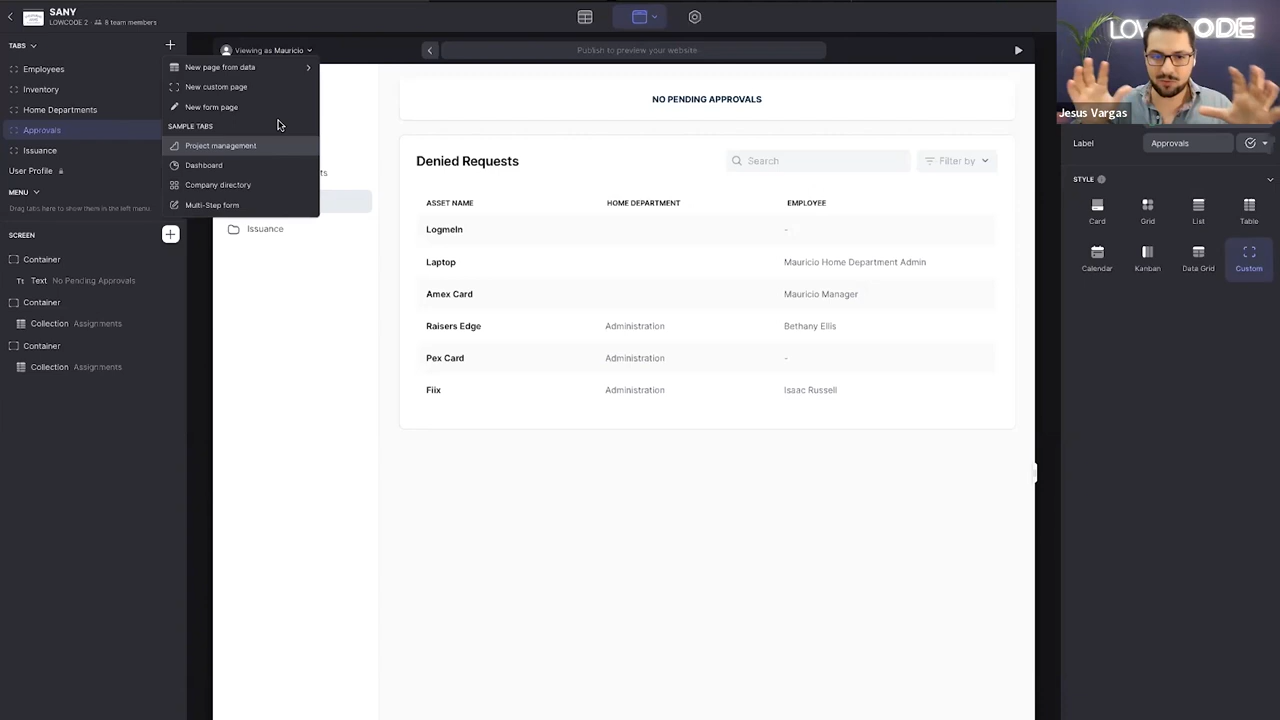 SANY
LOWCODE 2 · 8 team members
TABS
Employees
Inventory
Home Departments
Approvals
Issuance
User Profile
MENU
Drag tabs here to show them in the left menu
SCREEN
Container
Text No Pending Approvals
Container
Collection Assignments
Container
Collection Assignments
Viewing as Mauricio
New page from data
New custom page
New form page
SAMPLE TABS
Project management
Dashboard
Company directory
Multi-Step form
ts
Issuance
Publish to preview your website
NO PENDING APPROVALS
Denied Requests
Search
Filter by
ASSET NAME HOME DEPARTMENT EMPLOYEE
LogmeIn -
Laptop Mauricio Home Department Admin
Amex Card Mauricio Manager
Raisers Edge Administration Bethany Ellis
Pex Card Administration -
Fiix Administration Isaac Russell
Jesus Vargas
Label Approvals
STYLE
Card Grid List Table
Calendar Kanban Data Grid Custom